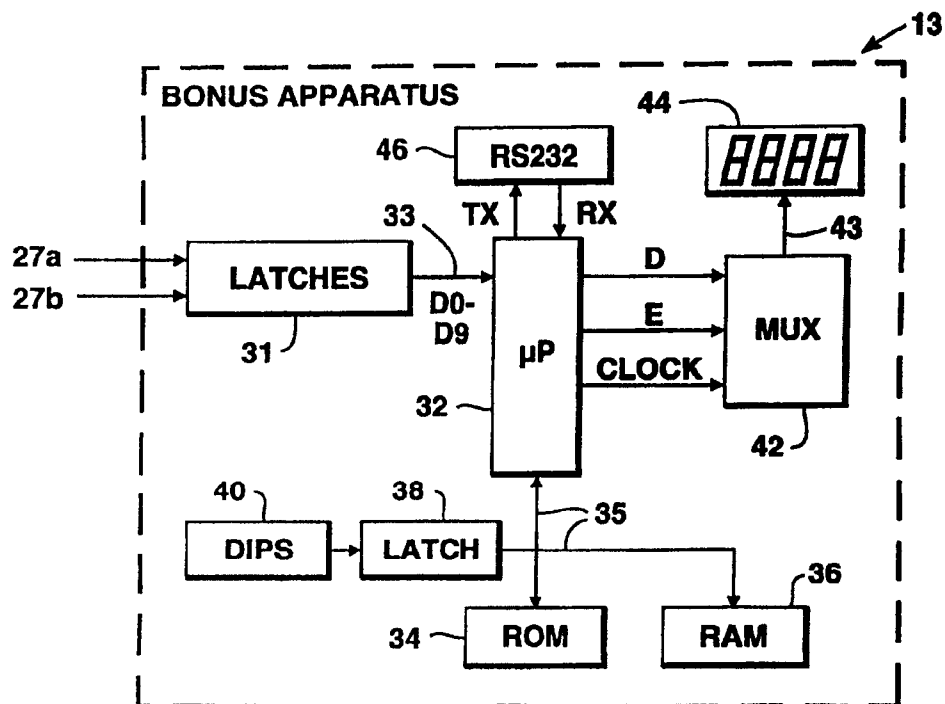 13
BONUS APPARATUS
44
46
RS232
8888
TX
RX
33
43
27a
27b
LATCHES
D0-
D9
31
µP
D
E
CLOCK
MUX
32
42
40
38
35
36
DIPS
LATCH
34
ROM
RAM